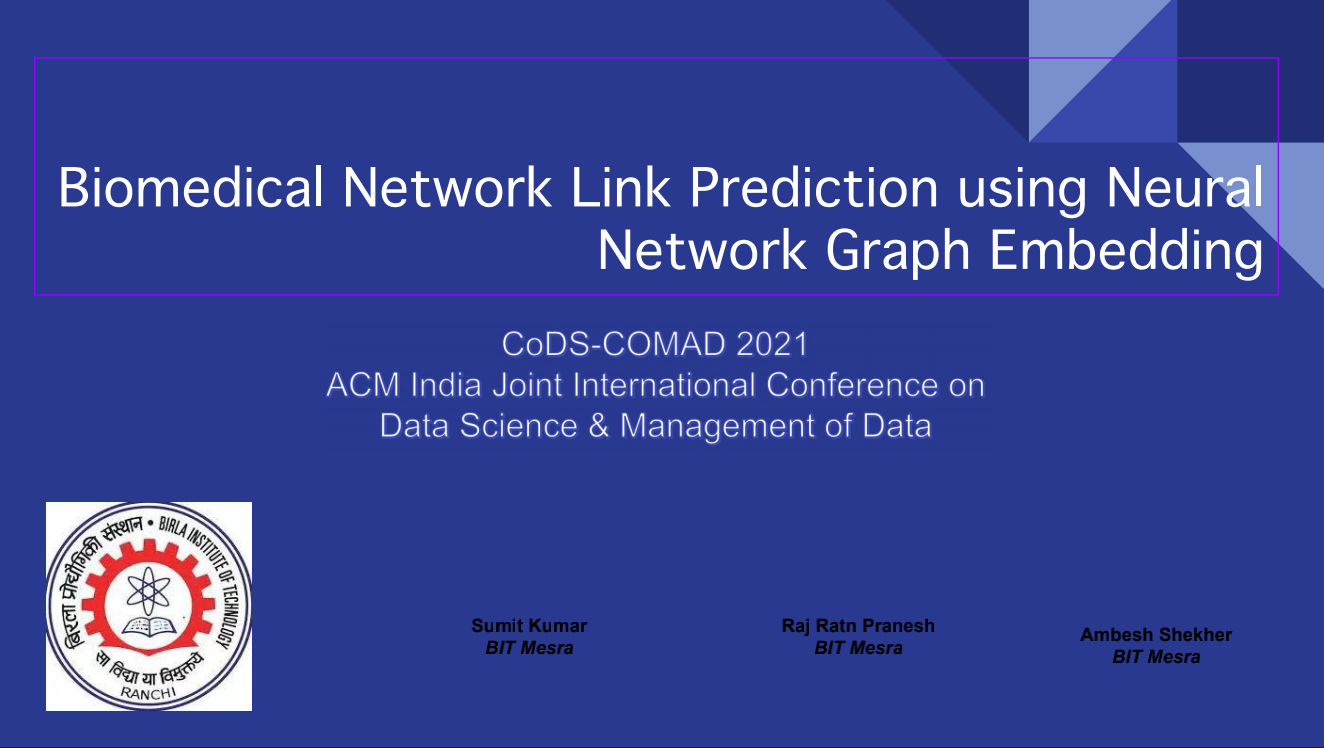 Biomedical Network Link Prediction using Neural
Network Graph Embedding
CoDS-COMAD 2021
ACM India Joint International Conference on
Data Science & Management of Data
बिरला प्रौद्योगिकी संस्थान • BIRLA INSTITUTE OF TECHNOLOGY
सा विद्या या विमुक्तये
RANCHI
Sumit Kumar
BIT Mesra
Raj Ratn Pranesh
BIT Mesra
Ambesh Shekher
BIT Mesra